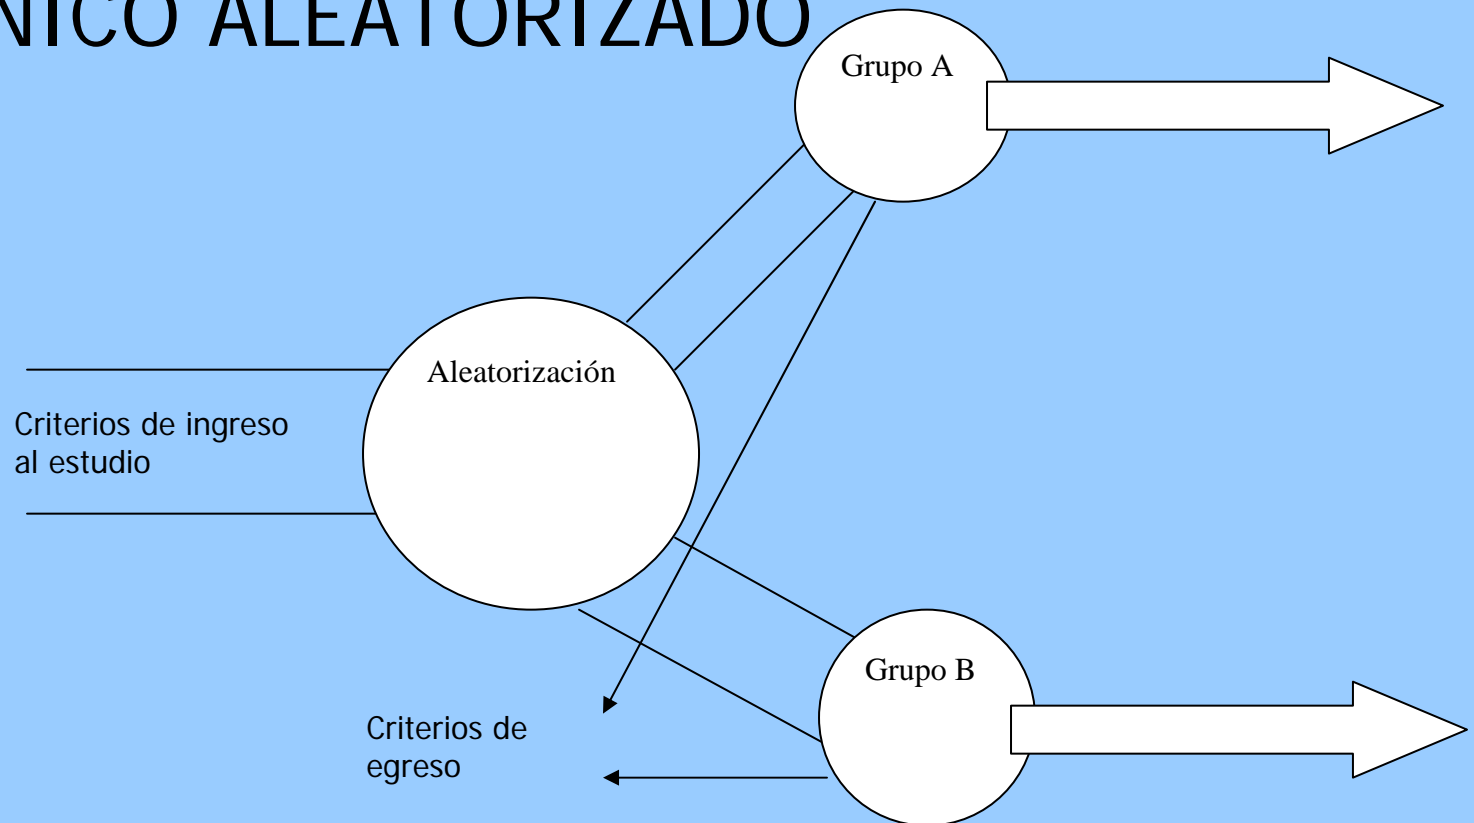 NICO ALEATORIZADO
Grupo A
Aleatorización
Criterios de ingreso
al estudio
Grupo B
Criterios de
egreso